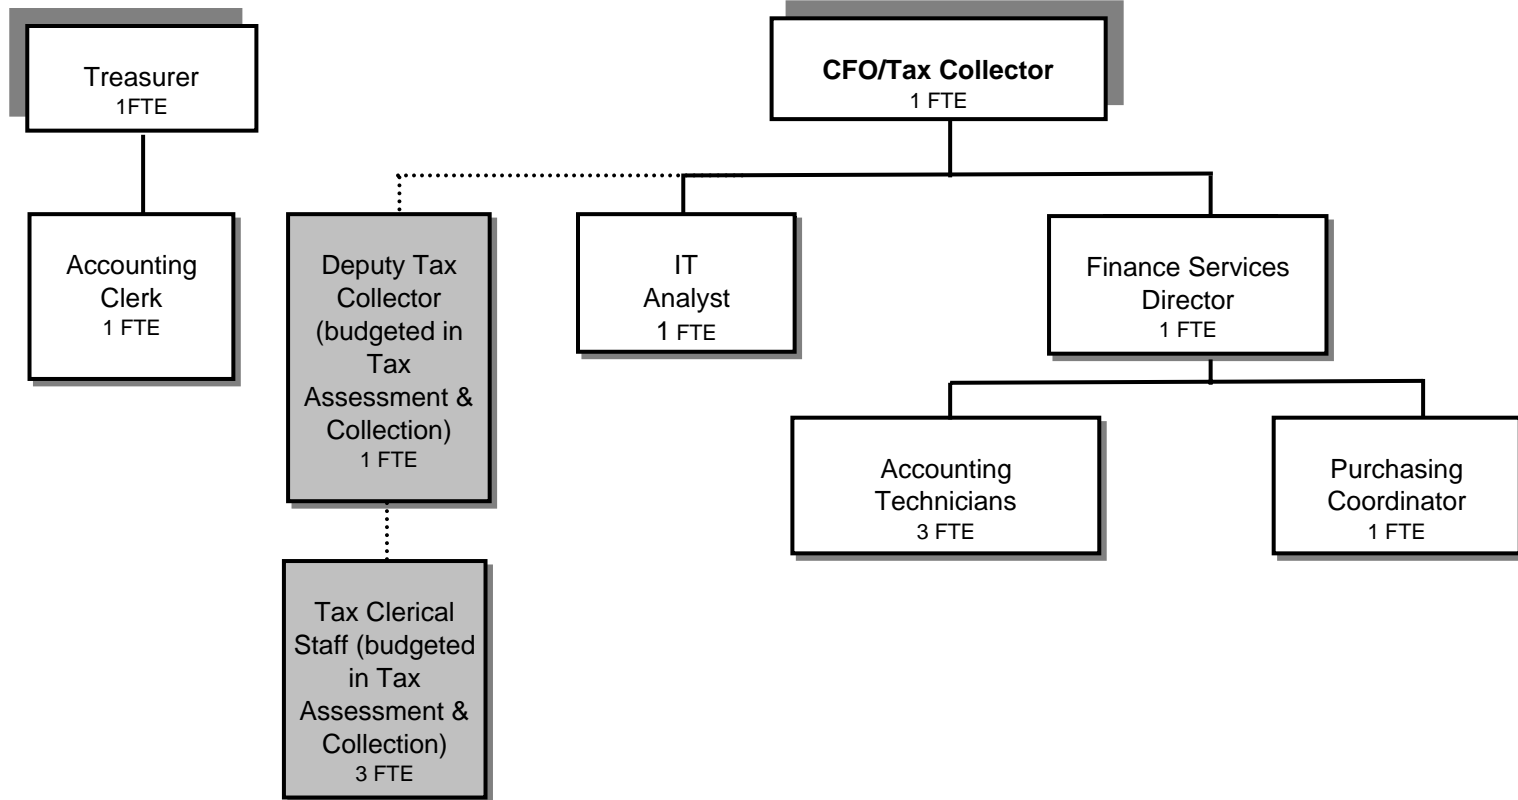 Treasurer
1FTE
CFO/Tax Collector
1 FTE
Accounting
Clerk
1 FTE
Deputy Tax
Collector
(budgeted in
Tax
Assessment &
Collection)
1 FTE
IT
Analyst
1 FTE
Finance Services
Director
1 FTE
Accounting
Technicians
3 FTE
Purchasing
Coordinator
1 FTE
Tax Clerical
Staff (budgeted
in Tax
Assessment &
Collection)
3 FTE